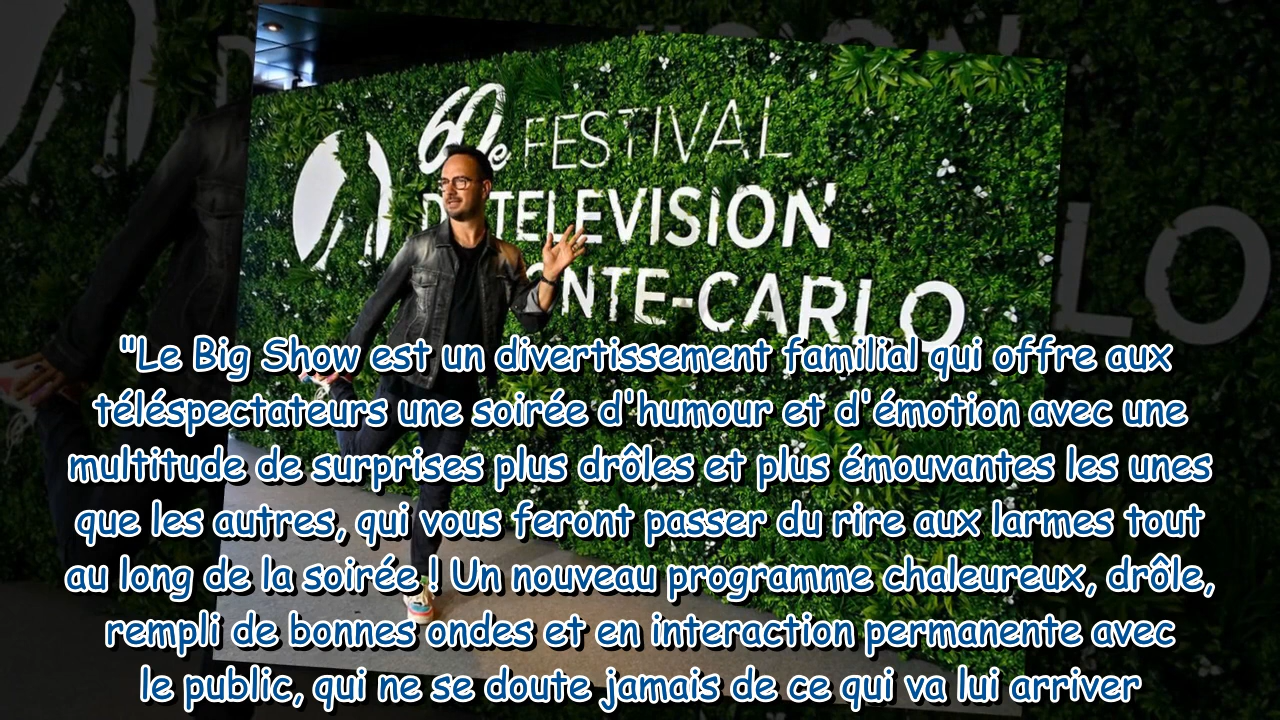 60e FESTIVAL
DE TELEVISION
MONTE-CARLO
"Le Big Show est un divertissement familial qui offre aux
téléspectateurs une soirée d'humour et d'émotion avec une
multitude de surprises plus drôles et plus émouvantes les unes
que les autres, qui vous feront passer du rire aux larmes tout
au long de la soirée ! Un nouveau programme chaleureux, drôle,
rempli de bonnes ondes et en interaction permanente avec
le public, qui ne se doute jamais de ce qui va lui arriver